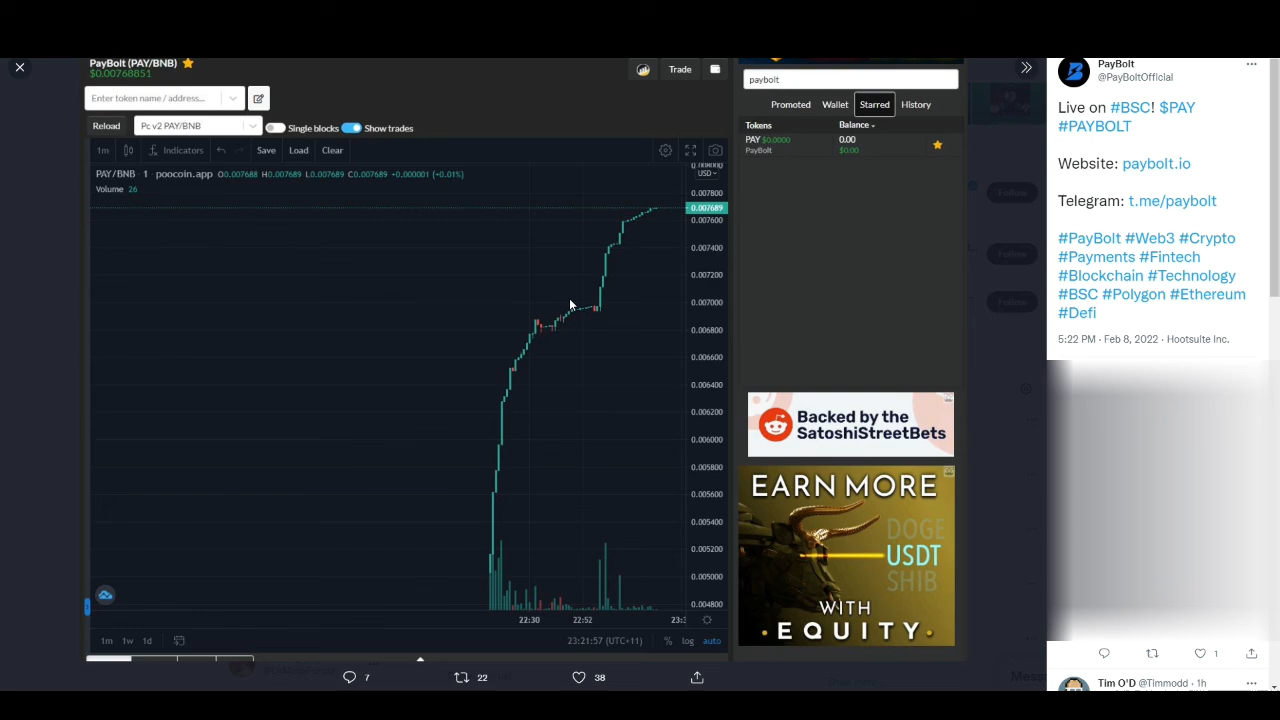 PayBolt (PAY/BNB)
$0.00768851
Trade
Enter token name / address...
Reload
Pc v2 PAY/BNB
Single blocks
Show trades
1m
Indicators
Save
Load
Clear
PAY/BNB · 1 · poocoin.app O0.007688 H0.007689 L0.007689 C0.007689 +0.000001 (+0.01%)
Volume 26
USD
0.007800
0.007689
0.007600
0.007400
0.007200
0.007000
0.006800
0.006600
0.006400
0.006200
0.006000
0.005800
0.005600
0.005400
0.005200
0.005000
0.004800
22:30
22:52
1m 1w 1d
23:21:57 (UTC+11)
% log auto
paybolt
Promoted Wallet Starred History
Tokens Balance
PAY $0.0000 0.00
PayBolt $0.00
Backed by the
SatoshiStreetBets
EARN MORE
DOGE
USDT
SHIB
WITH
EQUITY
7
22
38
Follow
Follow
Follow
PayBolt
@PayBoltOfficial
Live on #BSC! $PAY
#PAYBOLT
Website: paybolt.io
Telegram: t.me/paybolt
#PayBolt #Web3 #Crypto
#Payments #Fintech
#Blockchain #Technology
#BSC #Polygon #Ethereum
#Defi
5:22 PM · Feb 8, 2022 · Hootsuite Inc.
1
Tim O'D @TImmodd · 1h